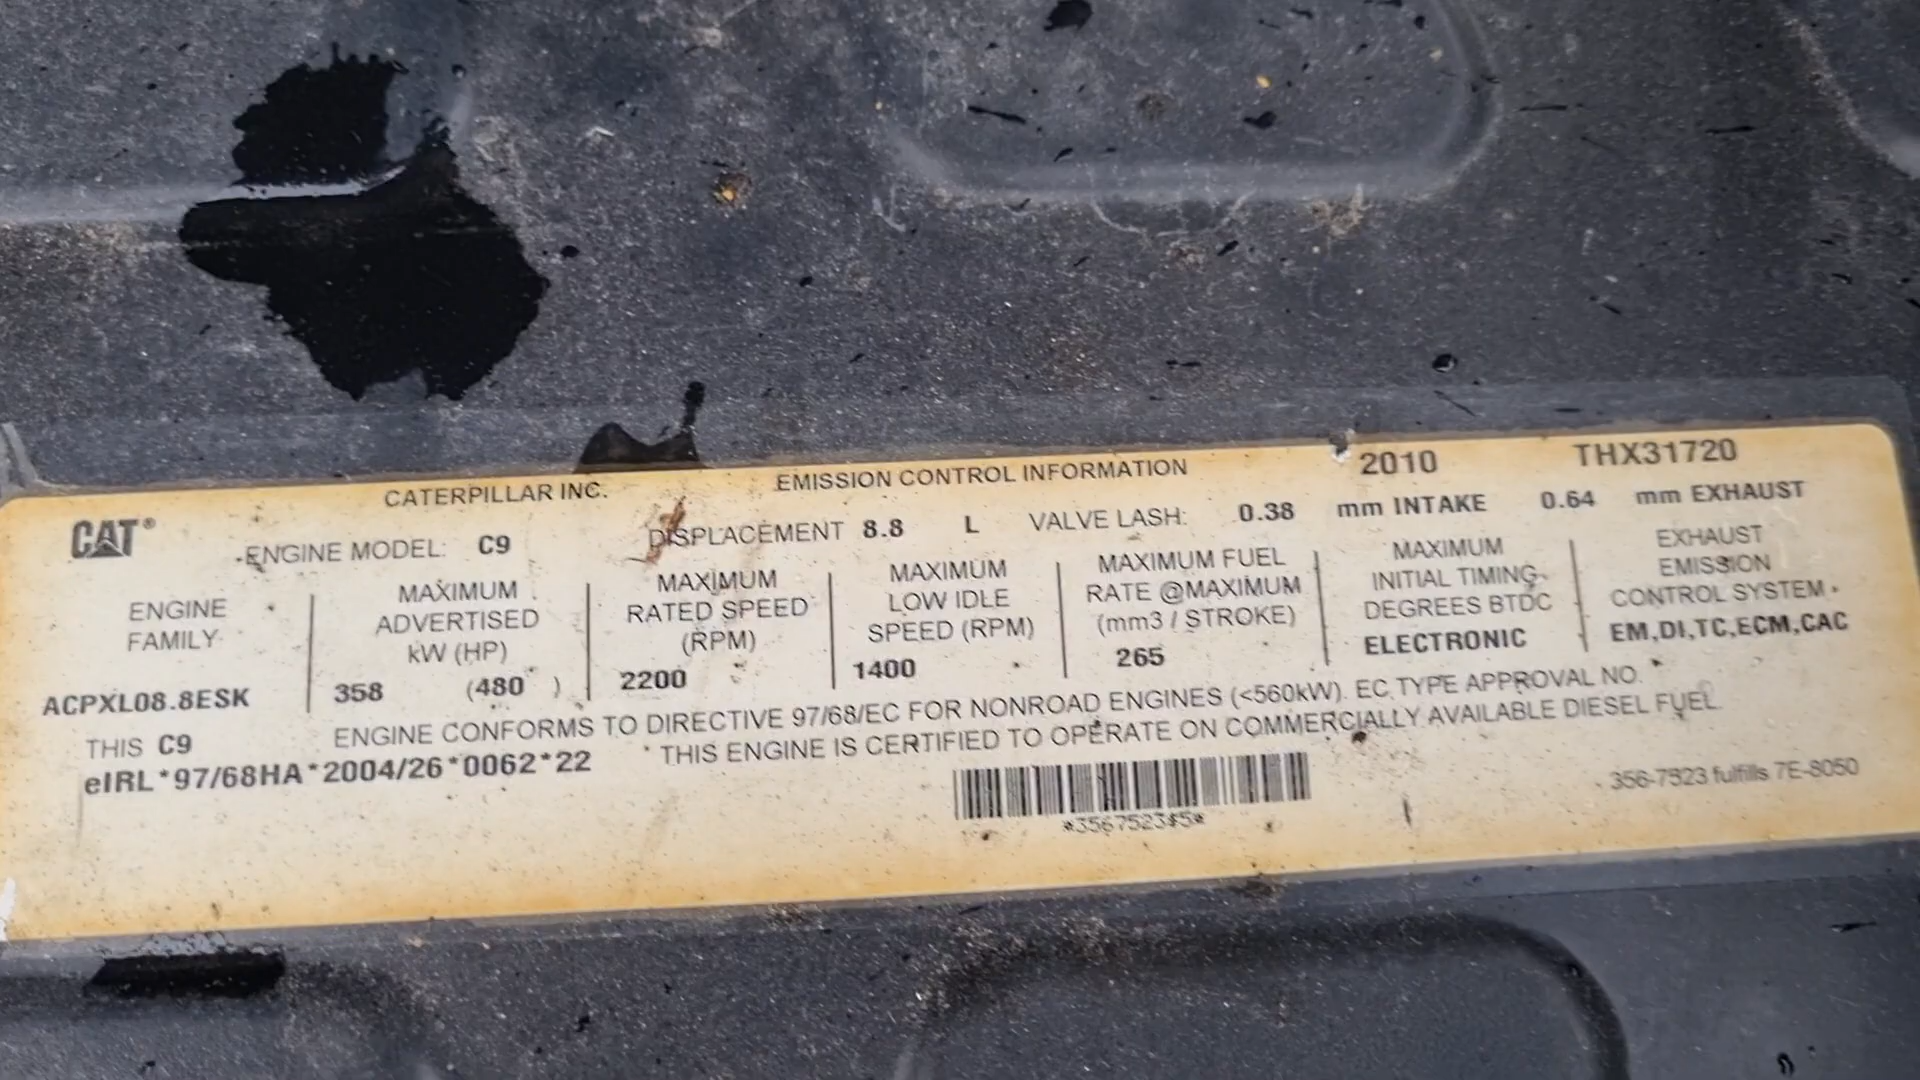 CATERPILLAR INC. EMISSION CONTROL INFORMATION 2010 THX31720
CAT®
ENGINE MODEL: C9 DISPLACEMENT 8.8 L VALVE LASH: 0.38 mm INTAKE 0.64 mm EXHAUST
ENGINE
FAMILY
ACPXL08.8ESK
MAXIMUM
ADVERTISED
kW (HP)
358 (480 )
MAXIMUM
RATED SPEED
(RPM)
2200
MAXIMUM
LOW IDLE
SPEED (RPM)
1400
MAXIMUM FUEL
RATE @MAXIMUM
(mm3 / STROKE)
265
MAXIMUM
INITIAL TIMING
DEGREES BTDC
ELECTRONIC
EXHAUST
EMISSION
CONTROL SYSTEM
EM,DI,TC,ECM,CAC
THIS C9 ENGINE CONFORMS TO DIRECTIVE 97/68/EC FOR NONROAD ENGINES (<560kW). EC TYPE APPROVAL NO.
eIRL*97/68HA*2004/26*0062*22 THIS ENGINE IS CERTIFIED TO OPERATE ON COMMERCIALLY AVAILABLE DIESEL FUEL.
fulfills 7E-8050